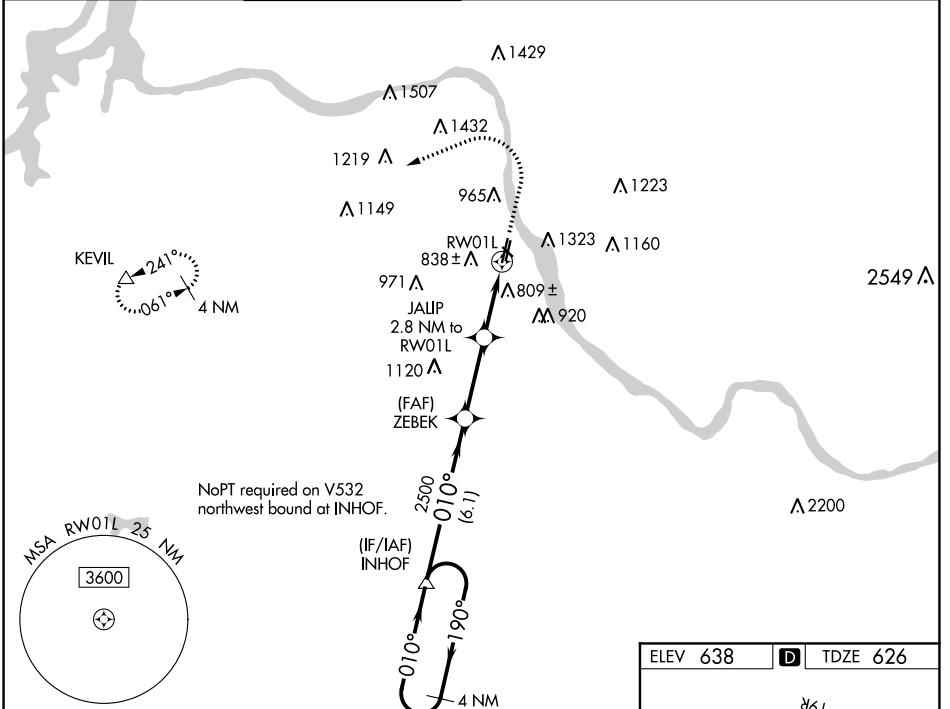 1429
1507
1432
1219
1223
965
1149
RW01L
1323
1160
838±
KEVIL
241°
971
2549
061°
4 NM
809±
JALIP
2.8 NM to
RW01L
920
1120
(FAF)
ZEBEK
NoPT required on V532
northwest bound at INHOF.
2500
010°
(6.1)
2200
MSA RW01L 25 NM
(IF/IAF)
INHOF
3600
010°
190°
4 NM
ELEV 638 D TDZE 626
19R